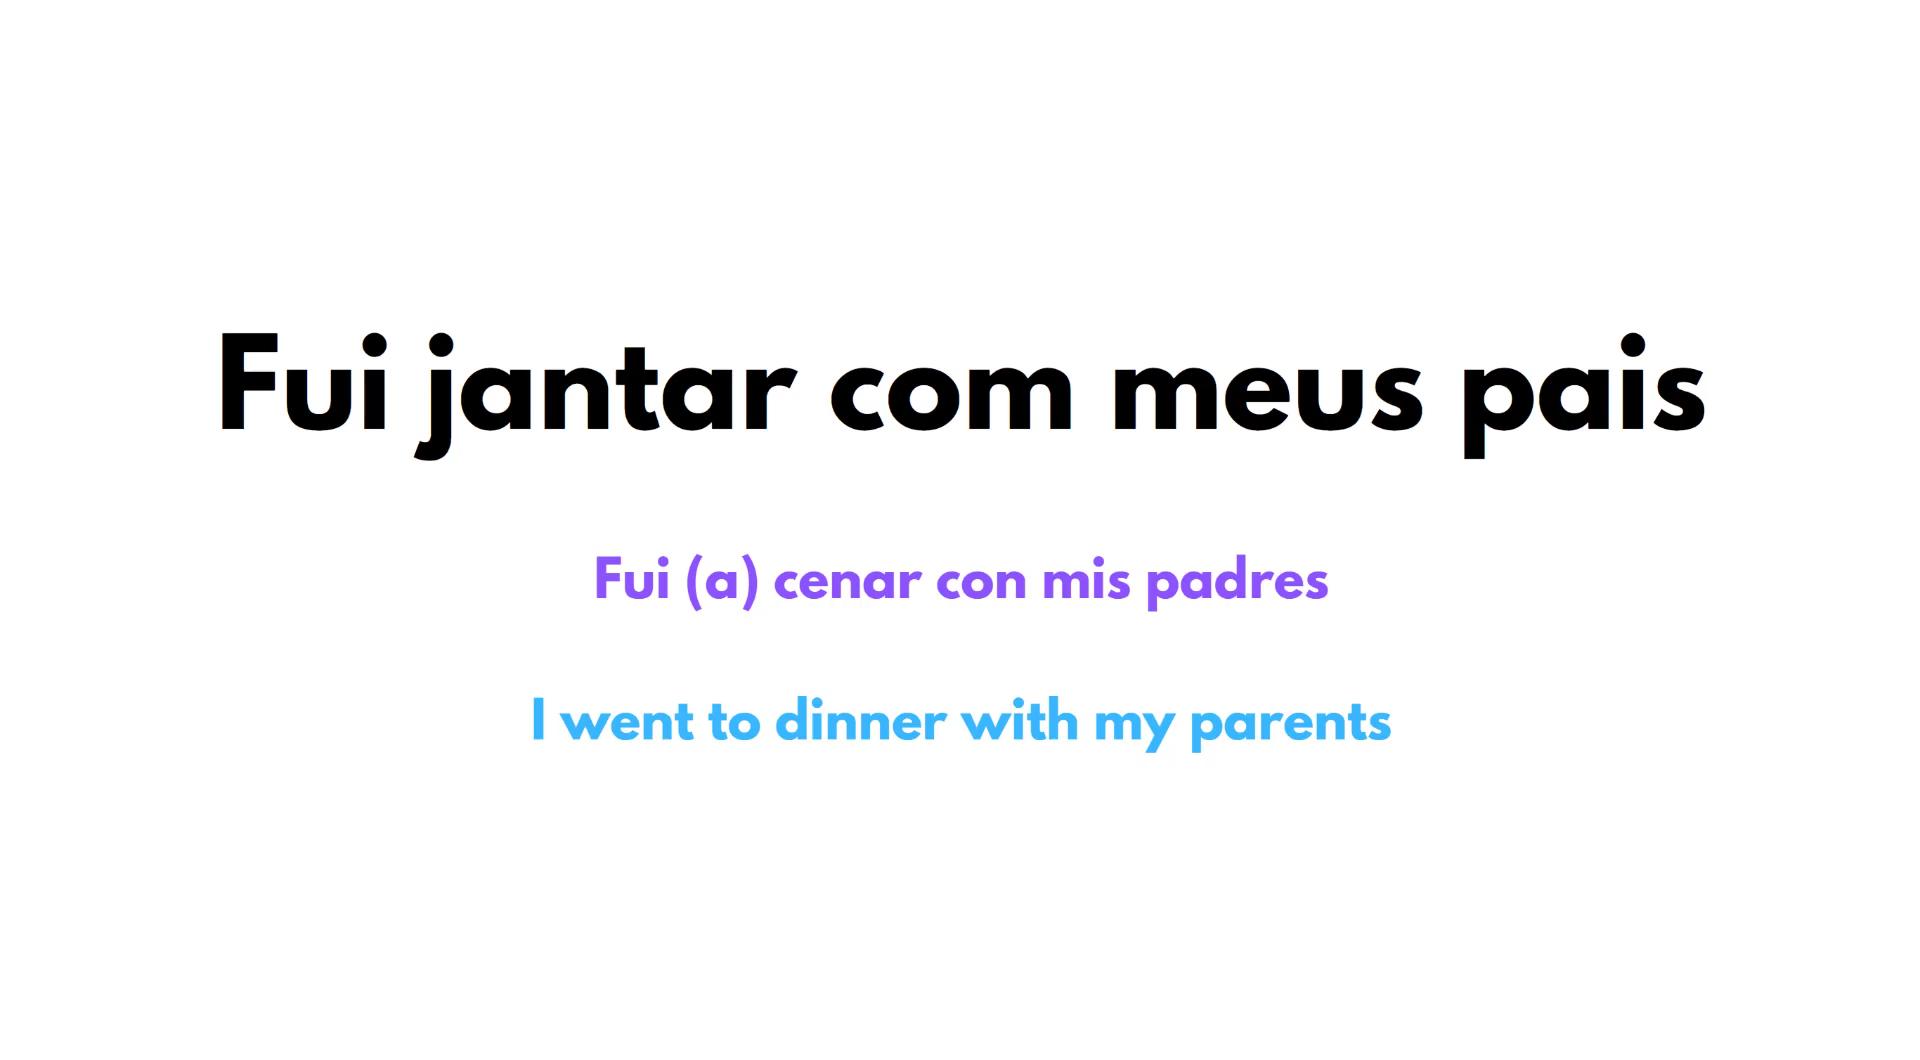 Fui jantar com meus pais
Fui (a) cenar con mis padres
I went to dinner with my parents